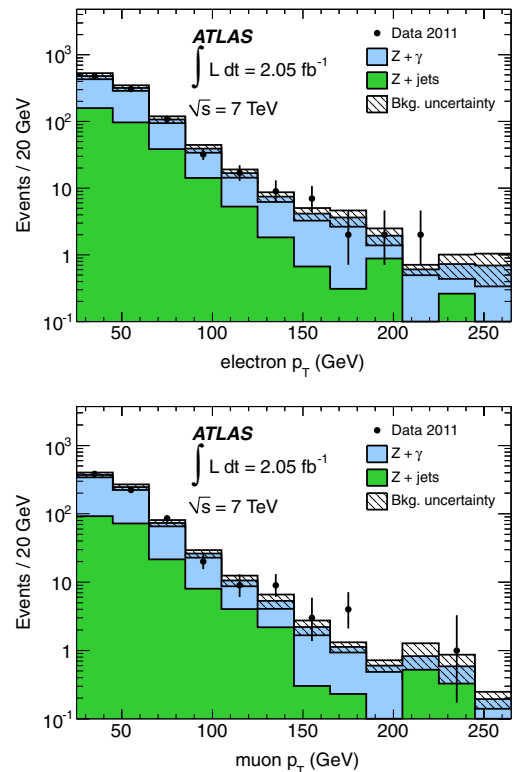 ATLAS
∫ L dt = 2.05 fb⁻¹
√s = 7 TeV
Data 2011
Z + γ
Z + jets
Bkg. uncertainty
Events / 20 GeV
10³
10²
10
1
10⁻¹
50 100 150 200 250
electron p_T (GeV)
ATLAS
∫ L dt = 2.05 fb⁻¹
√s = 7 TeV
Data 2011
Z + γ
Z + jets
Bkg. uncertainty
Events / 20 GeV
10³
10²
10
1
10⁻¹
50 100 150 200 250
muon p_T (GeV)